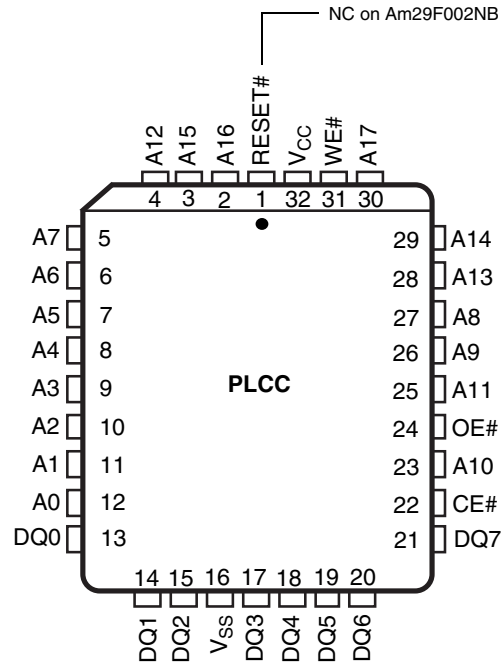 NC on Am29F002NB
A12 A15 A16 RESET# VCC WE# A17
4 3 2 1 32 31 30
A7 5 29 A14
A6 6 28 A13
A5 7 27 A8
A4 8 26 A9
A3 9 PLCC 25 A11
A2 10 24 OE#
A1 11 23 A10
A0 12 22 CE#
DQ0 13 21 DQ7
14 15 16 17 18 19 20
DQ1 DQ2 VSS DQ3 DQ4 DQ5 DQ6